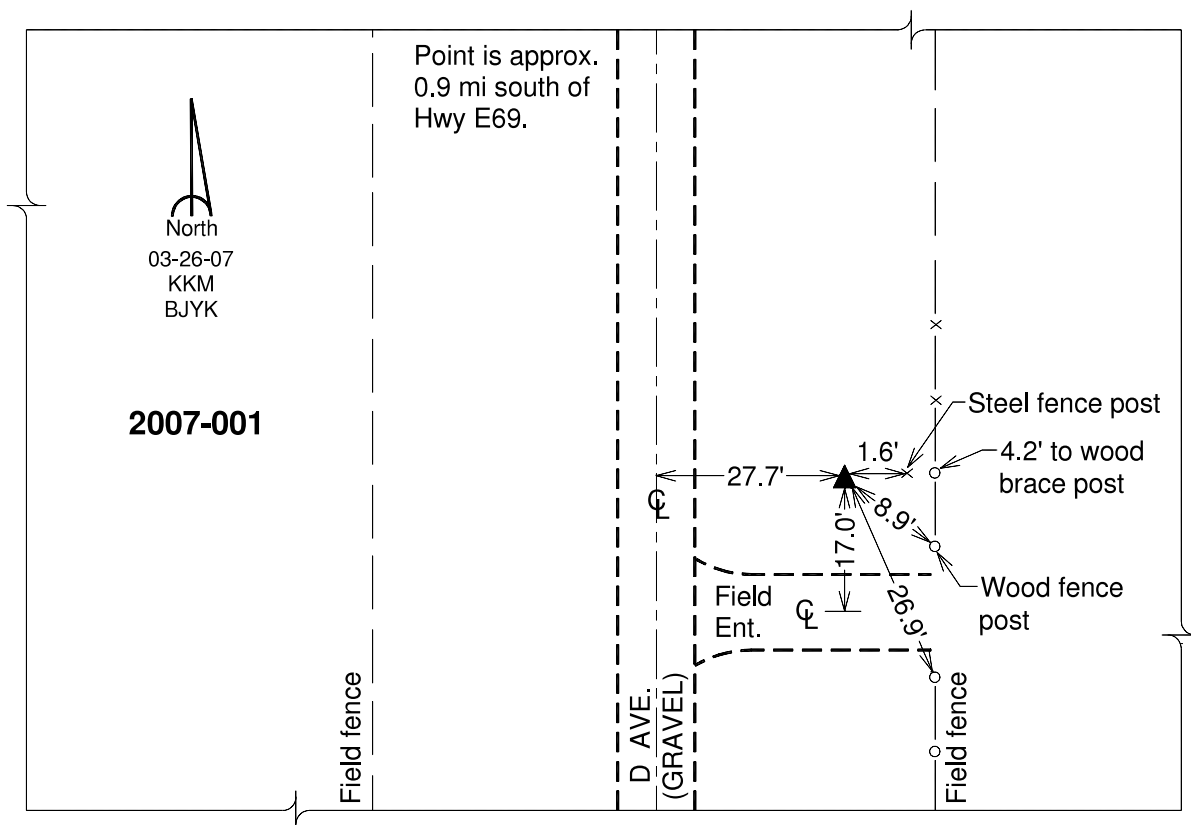 Point is approx.
0.9 mi south of
Hwy E69.
North
03-26-07
KKM
BJYK
2007-001
Steel fence post
1.6'
4.2' to wood
brace post
27.7'
℄
8.9'
17.0'
Wood fence
post
Field
Ent.
℄
26.9'
Field fence
D AVE.
(GRAVEL)
Field fence